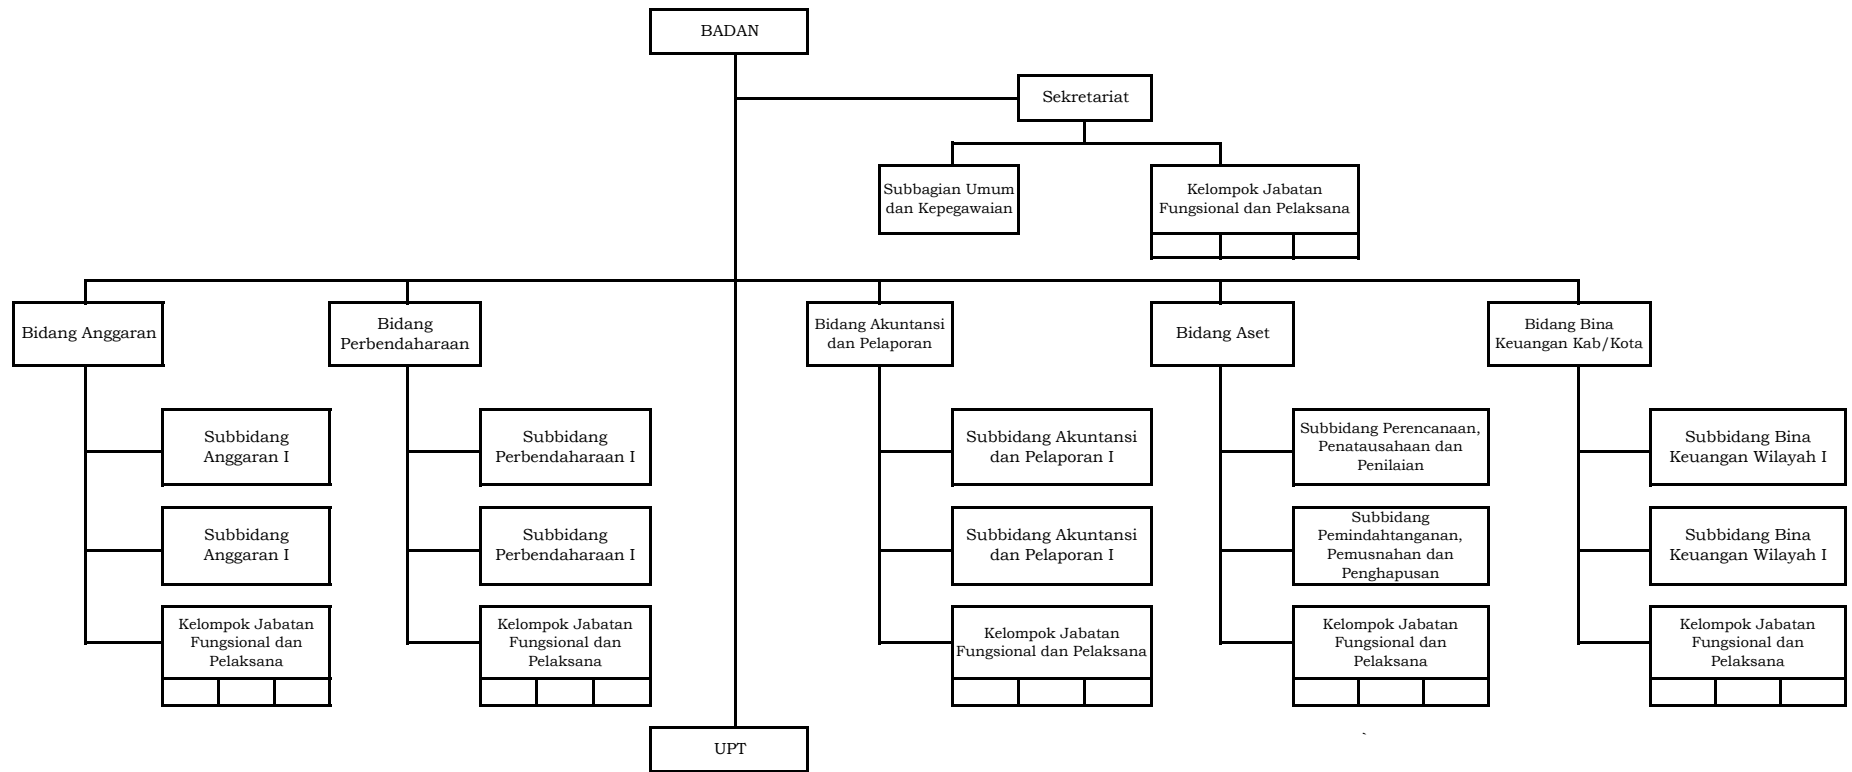 BADAN
Sekretariat
Subbagian Umum
dan Kepegawaian
Kelompok Jabatan
Fungsional dan Pelaksana
Bidang Anggaran
Bidang
Perbendaharaan
Bidang Akuntansi
dan Pelaporan
Bidang Aset
Bidang Bina
Keuangan Kab/Kota
Subbidang
Anggaran I
Subbidang
Perbendaharaan I
Subbidang Akuntansi
dan Pelaporan I
Subbidang Perencanaan,
Penatausahaan dan
Penilaian
Subbidang Bina
Keuangan Wilayah I
Subbidang
Anggaran I
Subbidang
Perbendaharaan I
Subbidang Akuntansi
dan Pelaporan I
Subbidang
Pemindahtanganan,
Pemusnahan dan
Penghapusan
Subbidang Bina
Keuangan Wilayah I
Kelompok Jabatan
Fungsional dan
Pelaksana
Kelompok Jabatan
Fungsional dan
Pelaksana
Kelompok Jabatan
Fungsional dan Pelaksana
Kelompok Jabatan
Fungsional dan
Pelaksana
Kelompok Jabatan
Fungsional dan
Pelaksana
`
UPT